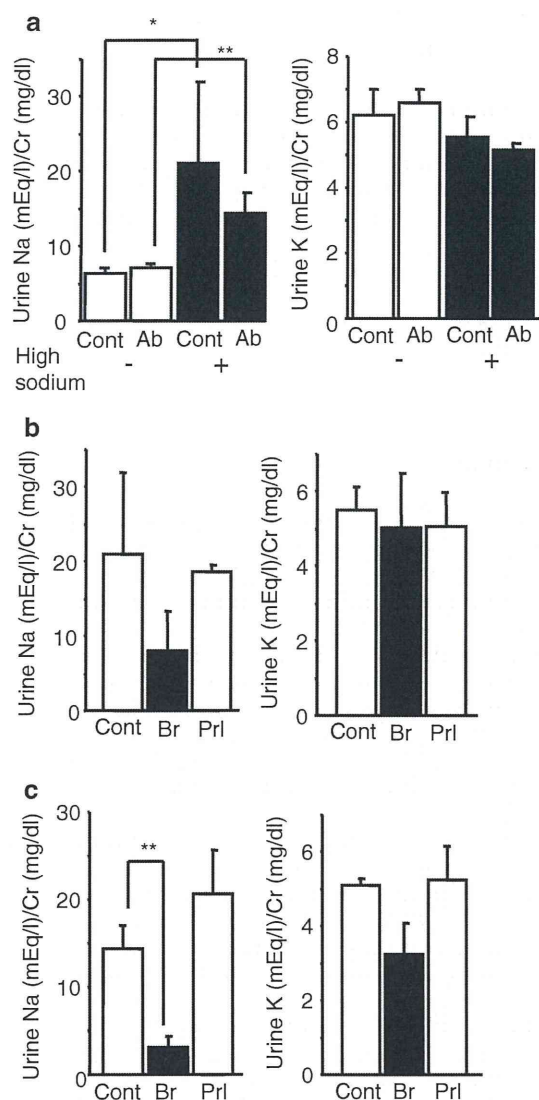 a
Urine Na (mEq/l)/Cr (mg/dl)
30
20
10
0
*
**
Cont Ab Cont Ab
High sodium - +
Urine K (mEq/l)/Cr (mg/dl)
8
6
4
2
0
Cont Ab Cont Ab
- +
b
Urine Na (mEq/l)/Cr (mg/dl)
30
20
10
0
Cont Br Prl
Urine K (mEq/l)/Cr (mg/dl)
6
4
2
0
Cont Br Prl
c
Urine Na (mEq/l)/Cr (mg/dl)
30
20
10
0
**
Cont Br Prl
Urine K (mEq/l)/Cr (mg/dl)
6
4
2
0
Cont Br Prl